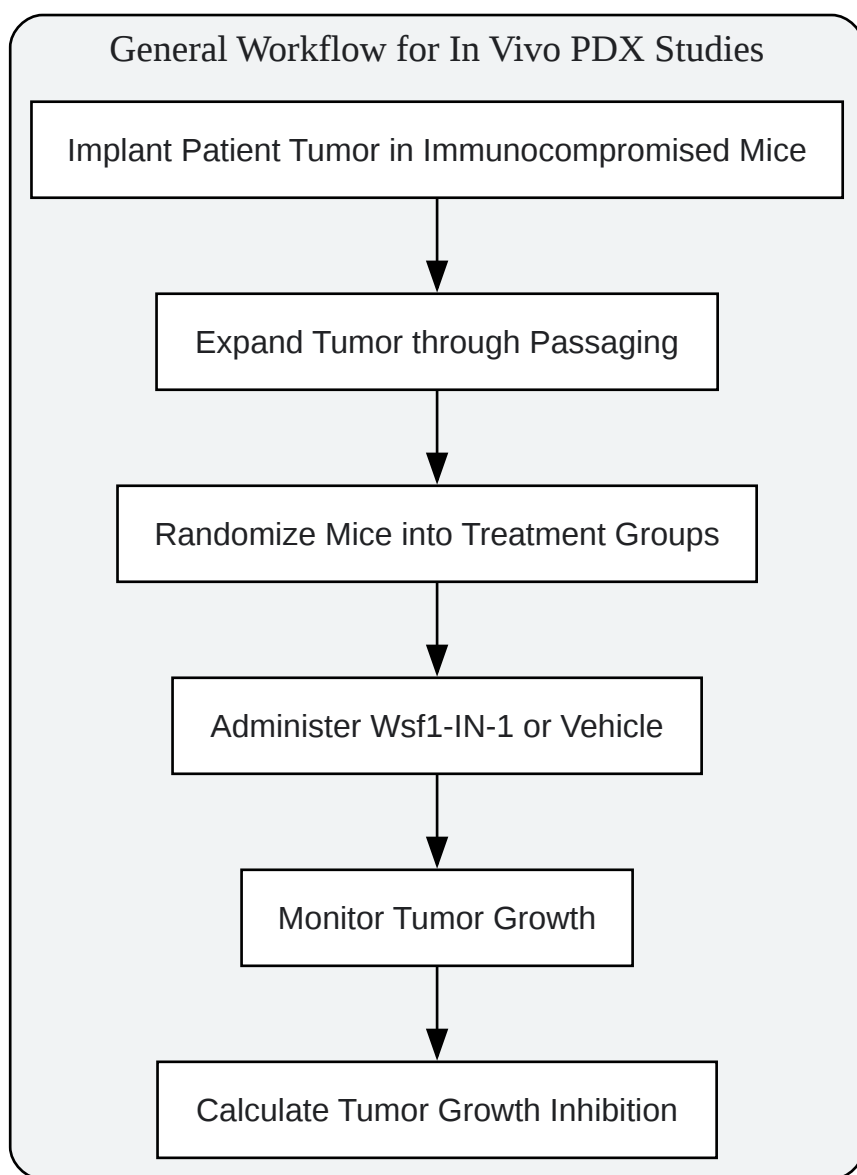 General Workflow for In Vivo PDX Studies
Implant Patient Tumor in Immunocompromised Mice
Expand Tumor through Passaging
Randomize Mice into Treatment Groups
Administer Wsf1-IN-1 or Vehicle
Monitor Tumor Growth
Calculate Tumor Growth Inhibition